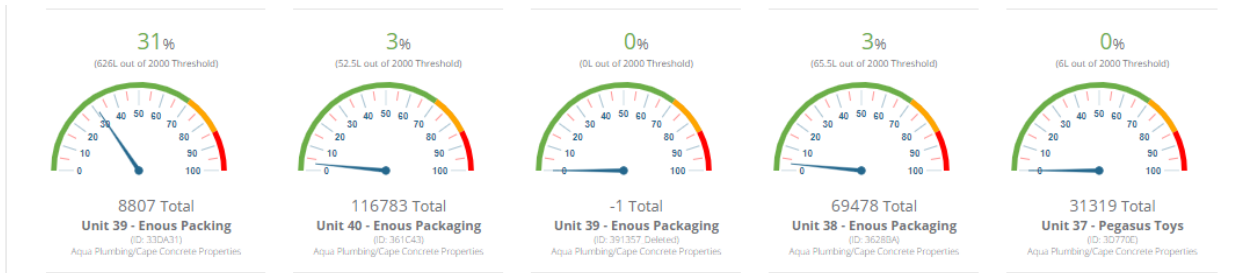 31%
(626L out of 2000 Threshold)
0 10 20 30 40 50 60 70 80 90 100
8807 Total
Unit 39 - Enous Packing
(ID: 33DA31)
Aqua Plumbing/Cape Concrete Properties
3%
(52.5L out of 2000 Threshold)
0 10 20 30 40 50 60 70 80 90 100
116783 Total
Unit 40 - Enous Packaging
(ID: 361C43)
Aqua Plumbing/Cape Concrete Properties
0%
(0L out of 2000 Threshold)
0 10 20 30 40 50 60 70 80 90 100
-1 Total
Unit 39 - Enous Packaging
(ID: 391357_Deleted)
Aqua Plumbing/Cape Concrete Properties
3%
(65.5L out of 2000 Threshold)
0 10 20 30 40 50 60 70 80 90 100
69478 Total
Unit 38 - Enous Packaging
(ID: 3628BA)
Aqua Plumbing/Cape Concrete Properties
0%
(6L out of 2000 Threshold)
0 10 20 30 40 50 60 70 80 90 100
31319 Total
Unit 37 - Pegasus Toys
(ID: 3D770E)
Aqua Plumbing/Cape Concrete Properties